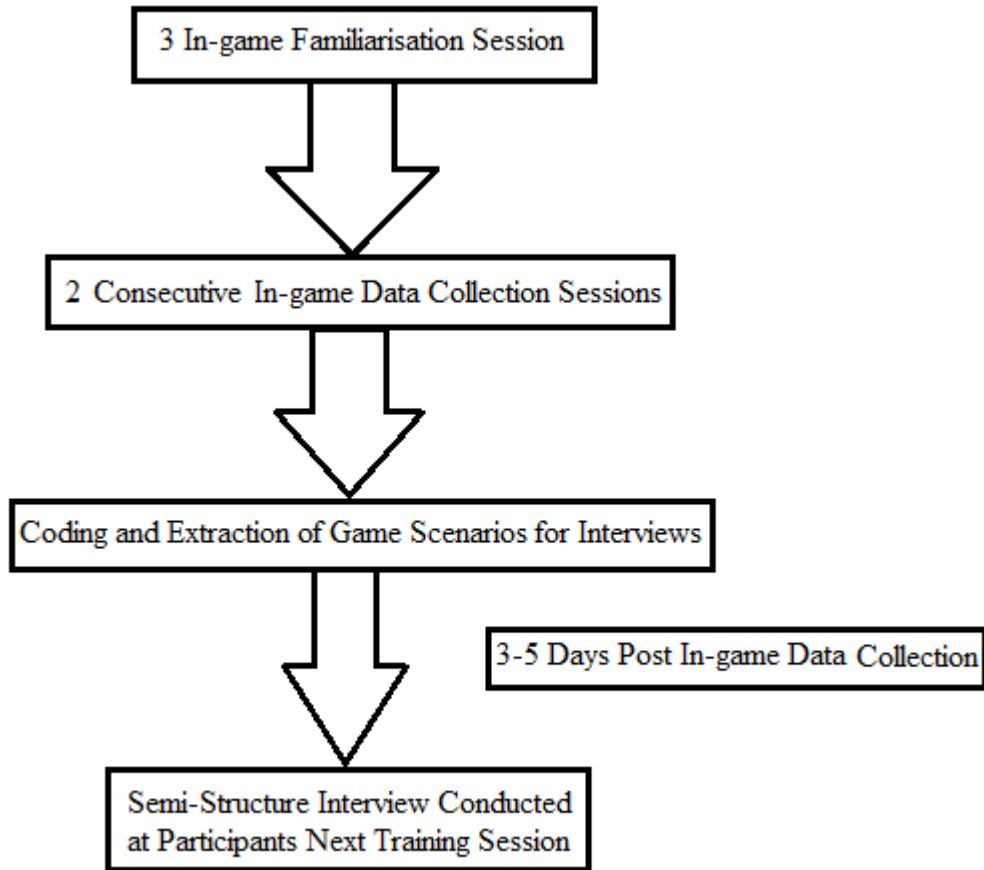 3 In-game Familiarisation Session
2 Consecutive In-game Data Collection Sessions
Coding and Extraction of Game Scenarios for Interviews
3-5 Days Post In-game Data Collection
Semi-Structure Interview Conducted
at Participants Next Training Session